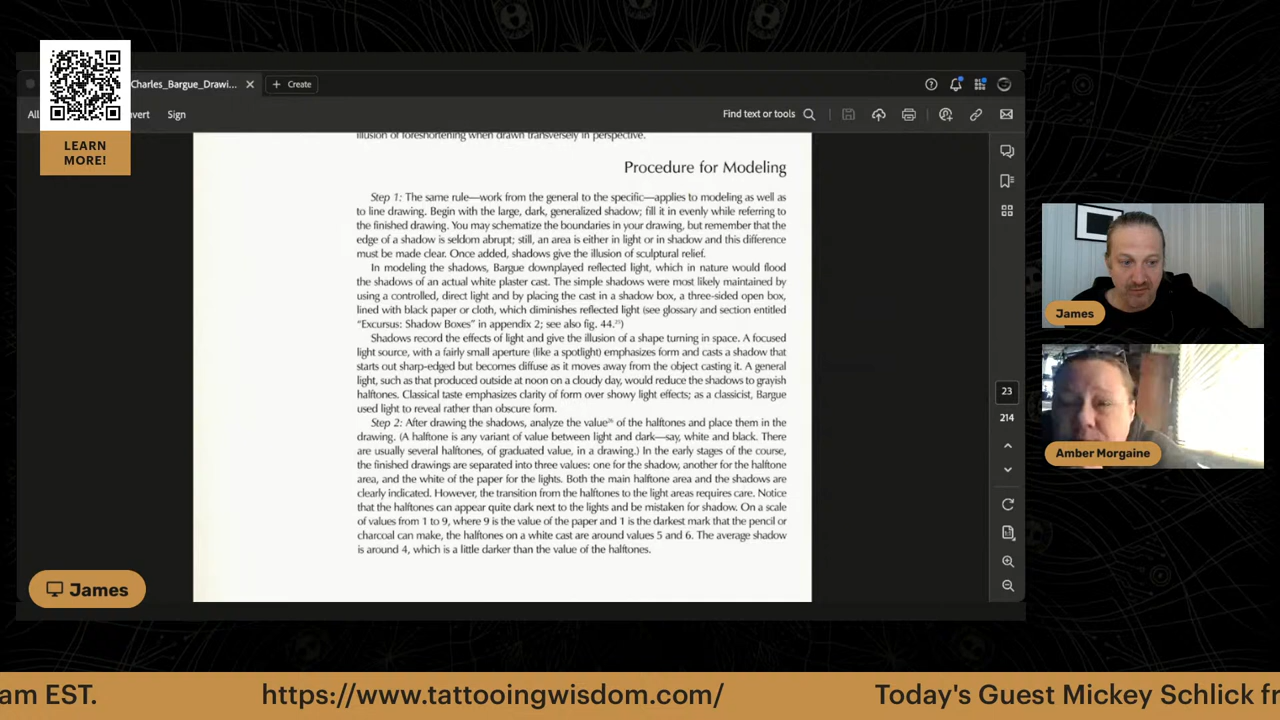 Charles_Bargue_Drawi...
Create
LEARN
MORE!
All
nvert
Sign
Find text or tools
illusion of foreshortening when drawn transversely in perspective.
Procedure for Modeling
Step 1: The same rule—work from the general to the specific—applies to modeling as well as
to line drawing. Begin with the large, dark, generalized shadow; fill it in evenly while referring to
the finished drawing. You may schematize the boundaries in your drawing, but remember that the
edge of a shadow is seldom abrupt; still, an area is either in light or in shadow and this difference
must be made clear. Once added, shadows give the illusion of sculptural relief.
In modeling the shadows, Bargue downplayed reflected light, which in nature would flood
the shadows of an actual white plaster cast. The simple shadows were most likely maintained by
using a controlled, direct light and by placing the cast in a shadow box, a three-sided open box,
lined with black paper or cloth, which diminishes reflected light (see glossary and section entitled
“Excursus: Shadow Boxes” in appendix 2; see also fig. 44.)
Shadows record the effects of light and give the illusion of a shape turning in space. A focused
light source, with a fairly small aperture (like a spotlight) emphasizes form and casts a shadow that
starts out sharp-edged but becomes diffuse as it moves away from the object casting it. A general
light, such as that produced outside at noon on a cloudy day, would reduce the shadows to grayish
halftones. Classical taste emphasizes clarity of form over showy light effects; as a classicist, Bargue
used light to reveal rather than obscure form.
Step 2: After drawing the shadows, analyze the value of the halftones and place them in the
drawing. (A halftone is any variant of value between light and dark—say, white and black. There
are usually several halftones, of graduated value, in a drawing.) In the early stages of the course,
the finished drawings are separated into three values: one for the shadow, another for the halftone
area, and the white of the paper for the lights. Both the main halftone area and the shadows are
clearly indicated. However, the transition from the halftones to the light areas requires care. Notice
that the halftones can appear quite dark next to the lights and be mistaken for shadow. On a scale
of values from 1 to 9, where 9 is the value of the paper and 1 is the darkest mark that the pencil or
charcoal can make, the halftones on a white cast are around values 5 and 6. The average shadow
is around 4, which is a little darker than the value of the halftones.
23
214
James
Amber Morgaine
James
am EST. https://www.tattooingwisdom.com/ Today's Guest Mickey Schlick fr